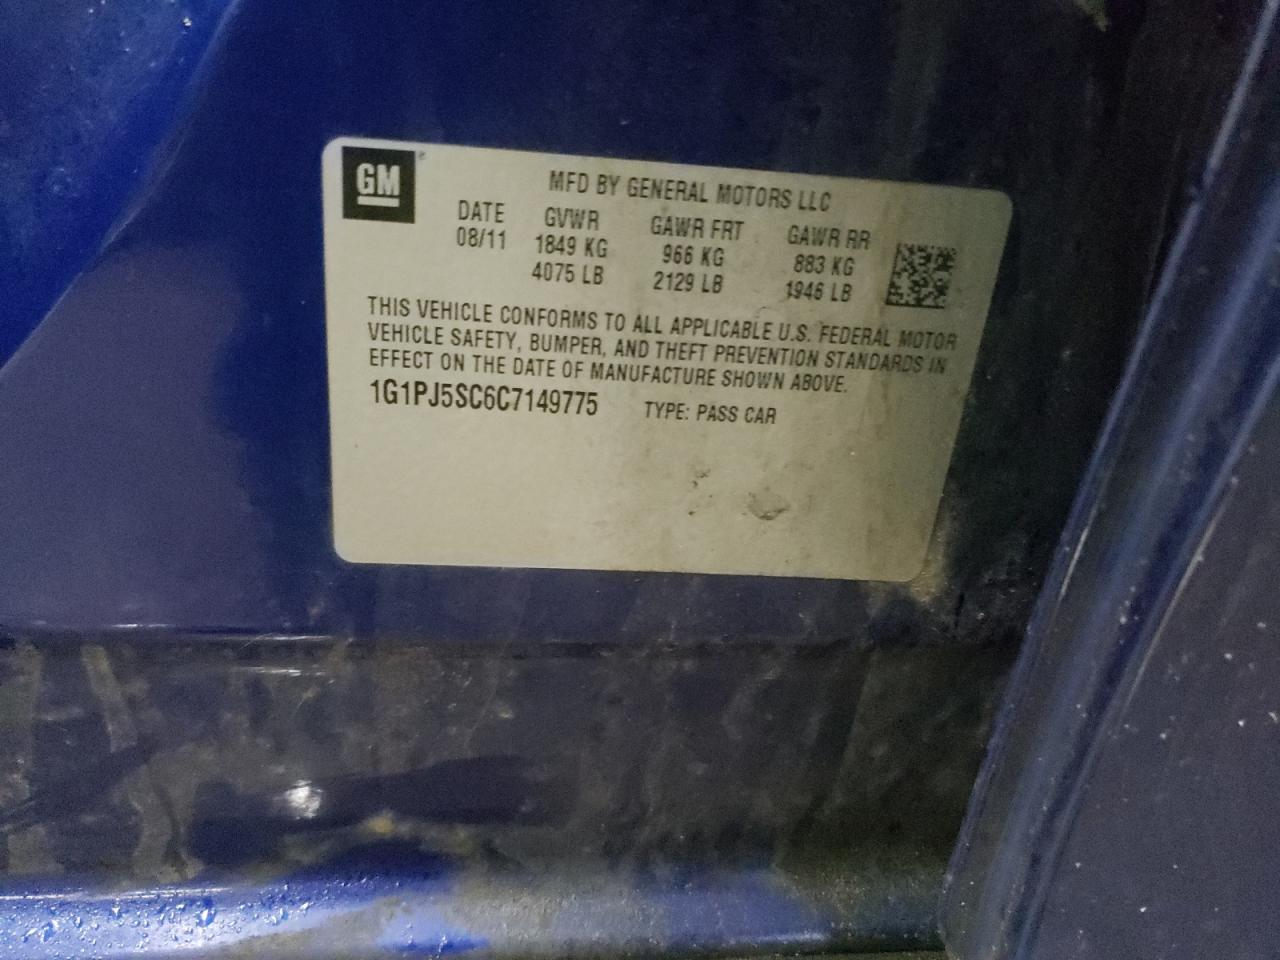 GM
MFD BY GENERAL MOTORS LLC
DATE GVWR GAWR FRT GAWR RR
08/11 1849 KG 966 KG 883 KG
4075 LB 2129 LB 1946 LB
THIS VEHICLE CONFORMS TO ALL APPLICABLE U.S. FEDERAL MOTOR
VEHICLE SAFETY, BUMPER, AND THEFT PREVENTION STANDARDS IN
EFFECT ON THE DATE OF MANUFACTURE SHOWN ABOVE.
1G1PJ5SC6C7149775 TYPE: PASS CAR